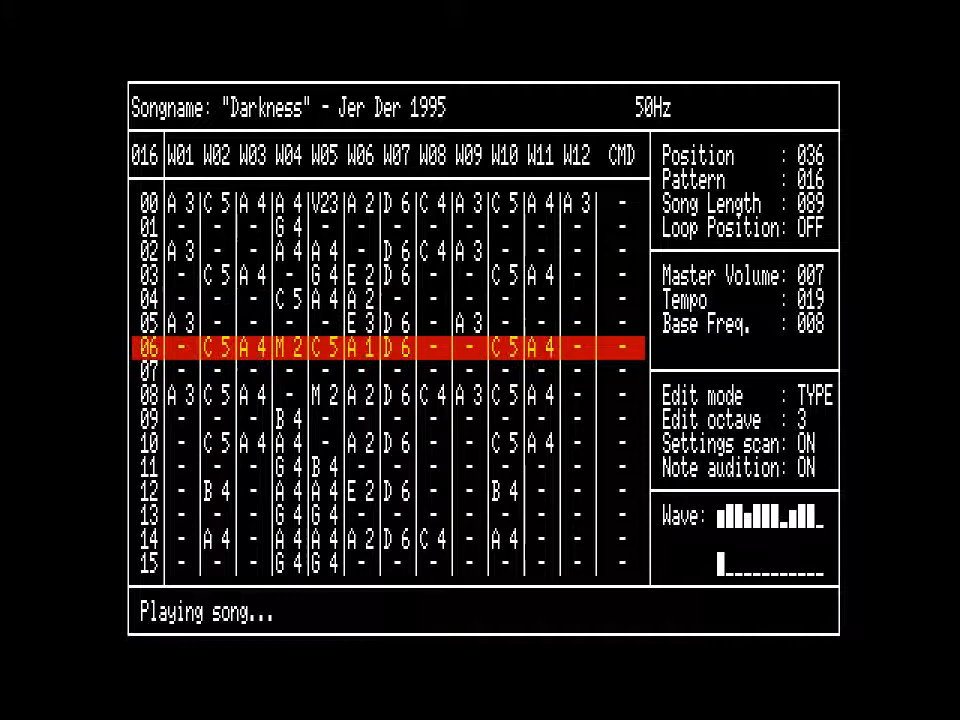 Songname: "Darkness" - Jer Der 1995 50Hz
016 W01 W02 W03 W04 W05 W06 W07 W08 W09 W10 W11 W12 CMD
00 A 3 C 5 A 4 A 4 V23 A 2 D 6 C 4 A 3 C 5 A 4 A 3 -
01 - - - G 4 - - - - - - - - -
02 A 3 - - A 4 A 4 - D 6 C 4 A 3 - - - -
03 - C 5 A 4 - G 4 E 2 D 6 - - C 5 A 4 - -
04 - - - C 5 A 4 A 2 - - - - - - -
05 A 3 - - - - E 3 D 6 - A 3 - - - -
06 - C 5 A 4 M 2 C 5 A 1 D 6 - - C 5 A 4 - -
07 - - - - - - - - - - - - -
08 A 3 C 5 A 4 - M 2 A 2 D 6 C 4 A 3 C 5 A 4 - -
09 - - - B 4 - - - - - - - - -
10 - C 5 A 4 A 4 - A 2 D 6 - - C 5 A 4 - -
11 - - - G 4 B 4 - - - - - - - -
12 - B 4 - A 4 A 4 E 2 D 6 - - B 4 - - -
13 - - - G 4 G 4 - - - - - - - -
14 - A 4 - A 4 A 4 A 2 D 6 C 4 - A 4 - - -
15 - - - G 4 G 4 - - - - - - - -
Position : 036
Pattern : 016
Song Length : 089
Loop Position: OFF
Master Volume: 007
Tempo : 019
Base Freq. : 008
Edit mode : TYPE
Edit octave : 3
Settings scan: ON
Note audition: ON
Wave:
Playing song...